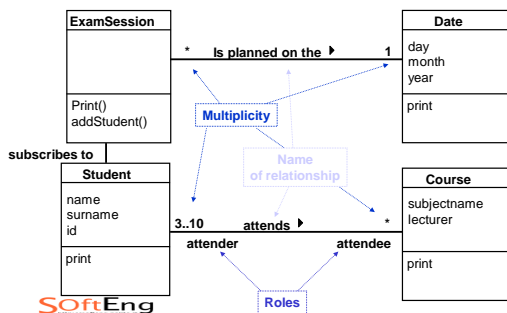 ExamSession
Print()
addStudent()
* Is planned on the 1
Date
day
month
year
print
Multiplicity
subscribes to
Name
of relationship
Student
name
surname
id
print
3..10 attends *
attender attendee
Course
subjectname
lecturer
print
Roles
SOftEng